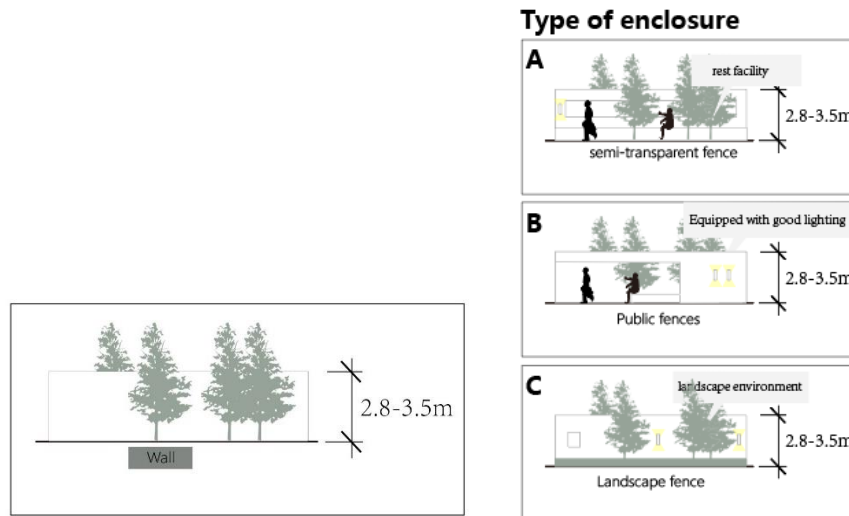 Type of enclosure
A
rest facility
2.8-3.5m
semi-transparent fence
B
Equipped with good lighting
2.8-3.5m
Public fences
C
landscape environment
2.8-3.5m
Landscape fence
2.8-3.5m
Wall